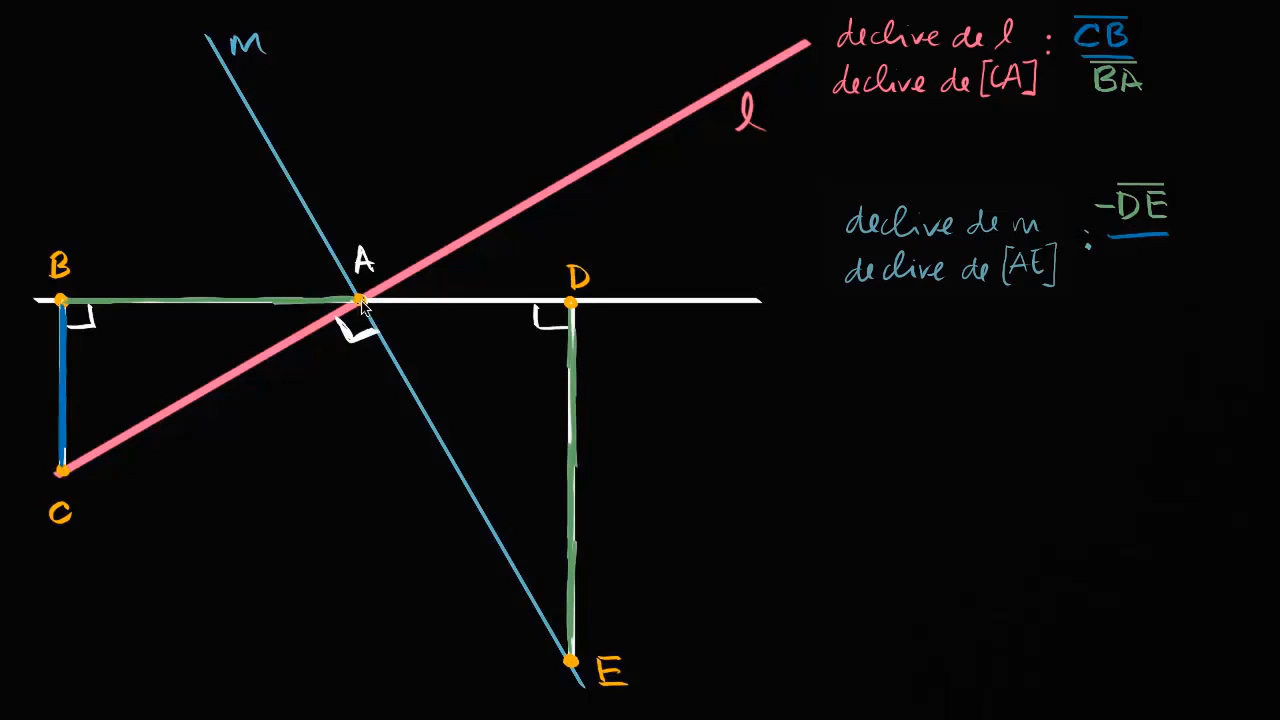 m
declive de l : CB
declive de [CA] BA
l
-DE
declive de m :
declive de [AE]
B
A
D
C
E